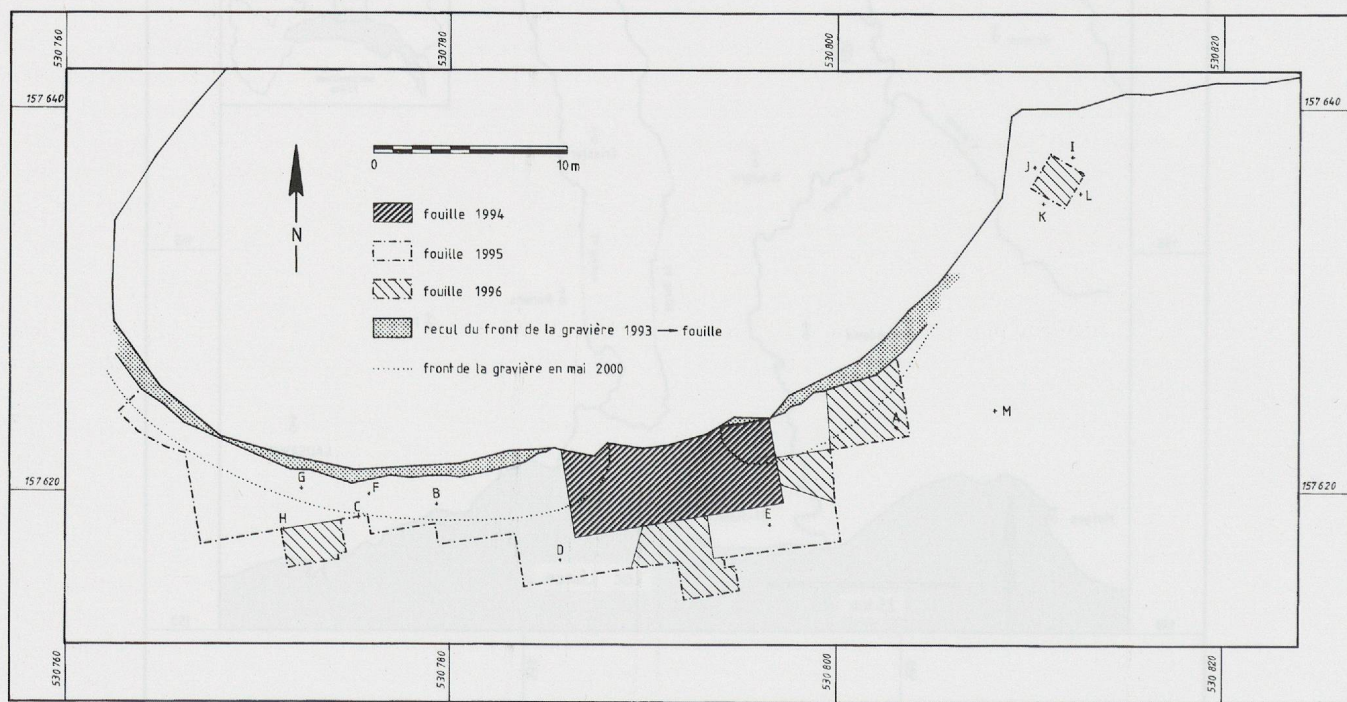 530 760
530 780
530 800
530 820
157 640
157 640
0
10 m
N
fouille 1994
fouille 1995
fouille 1996
recul du front de la gravière 1993 → fouille
front de la gravière en mai 2000
I
J
L
K
M
A
G
F
B
C
H
E
D
157 620
157 620
530 760
530 780
530 800
530 820